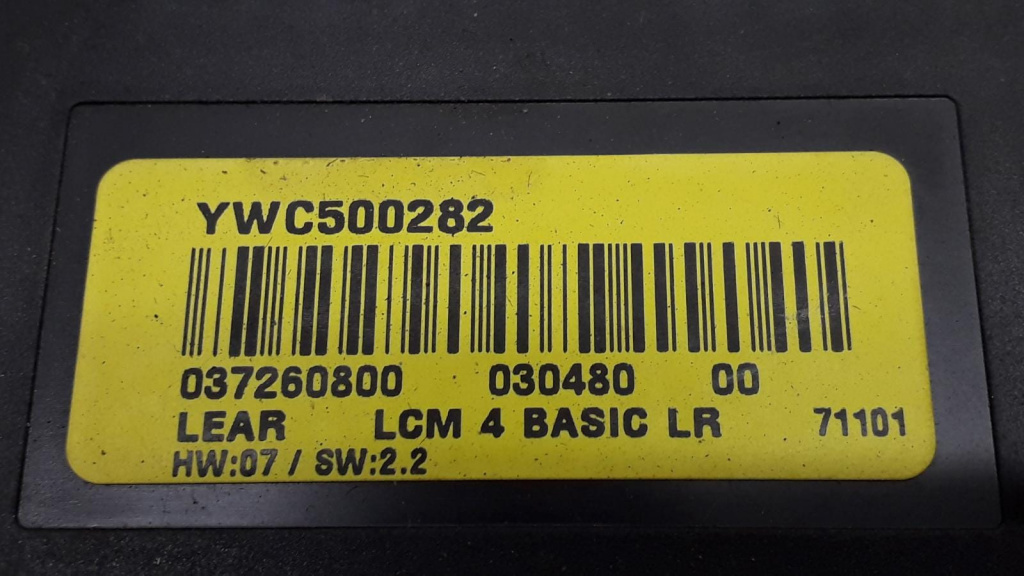 YWC500282
037260800 030480 00
LEAR LCM 4 BASIC LR 71101
HW:07 / SW:2.2